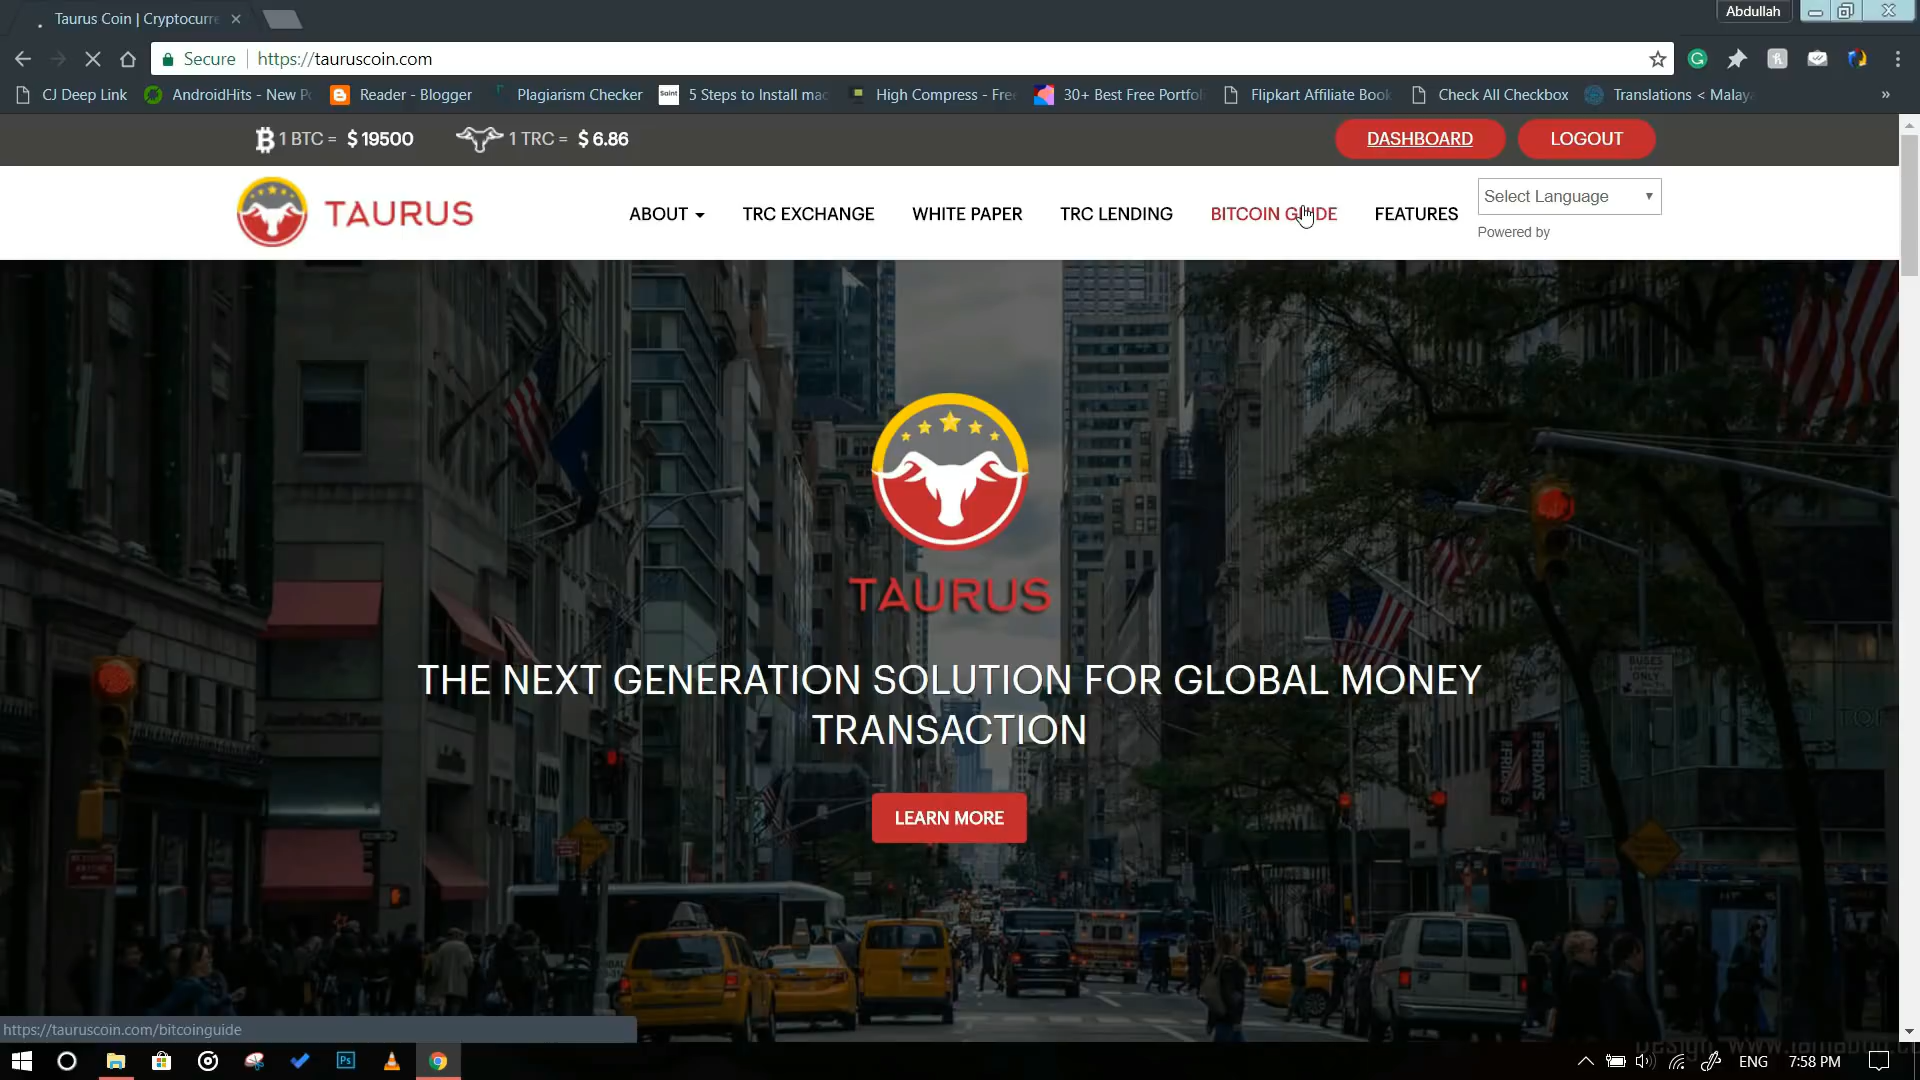 Taurus Coin | Cryptocurre
Abdullah
Secure
https://tauruscoin.com
CJ Deep Link
AndroidHits - New P
Reader - Blogger
Plagiarism Checker
5 Steps to Install mac
High Compress - Fre
30+ Best Free Portfol
Flipkart Affiliate Book
Check All Checkbox
Translations < Malaya
»
1 BTC = $ 19500
1 TRC = $ 6.86
DASHBOARD
LOGOUT
TAURUS
ABOUT
TRC EXCHANGE
WHITE PAPER
TRC LENDING
BITCOIN GUIDE
FEATURES
Select Language
Powered by
TAURUS
THE NEXT GENERATION SOLUTION FOR GLOBAL MONEY
TRANSACTION
LEARN MORE
https://tauruscoin.com/bitcoinguide
Ps
ENG
7:58 PM